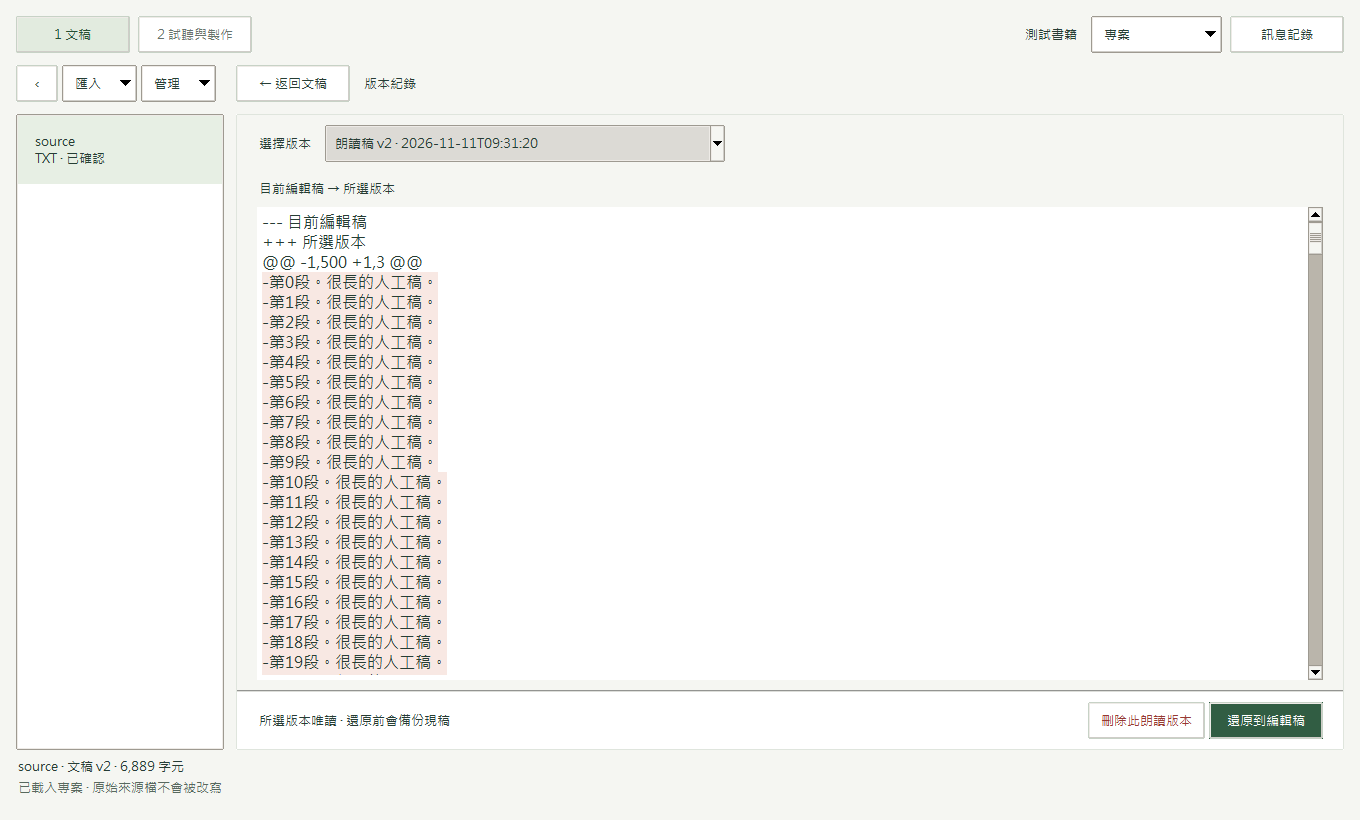 1 文稿
2 試聽與製作
測試書籍
專案
訊息記錄
‹
匯入
管理
← 返回文稿
版本紀錄
source
TXT · 已確認
選擇版本
朗讀稿 v2 · 2026-11-11T09:31:20
目前編輯稿 → 所選版本
--- 目前編輯稿
+++ 所選版本
@@ -1,500 +1,3 @@
-第0段。很長的人工稿。
-第1段。很長的人工稿。
-第2段。很長的人工稿。
-第3段。很長的人工稿。
-第4段。很長的人工稿。
-第5段。很長的人工稿。
-第6段。很長的人工稿。
-第7段。很長的人工稿。
-第8段。很長的人工稿。
-第9段。很長的人工稿。
-第10段。很長的人工稿。
-第11段。很長的人工稿。
-第12段。很長的人工稿。
-第13段。很長的人工稿。
-第14段。很長的人工稿。
-第15段。很長的人工稿。
-第16段。很長的人工稿。
-第17段。很長的人工稿。
-第18段。很長的人工稿。
-第19段。很長的人工稿。
所選版本唯讀 · 還原前會備份現稿
刪除此朗讀版本
還原到編輯稿
source · 文稿 v2 · 6,889 字元
已載入專案 · 原始來源檔不會被改寫